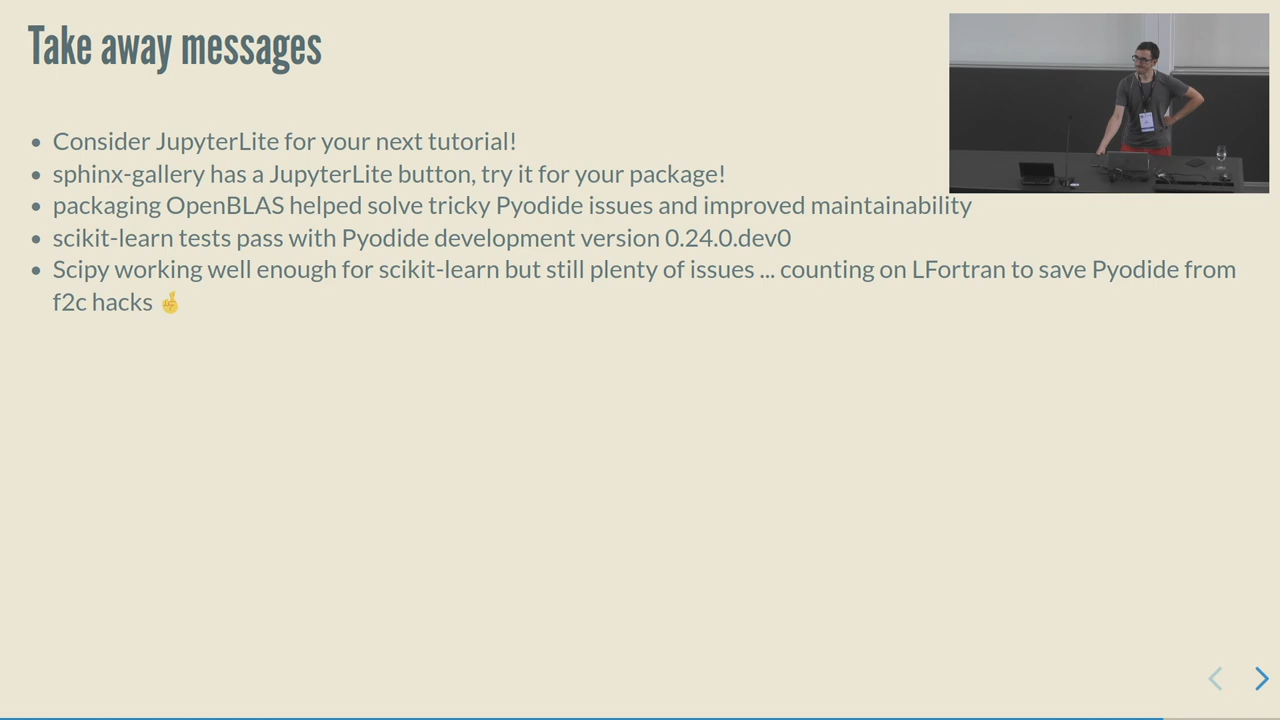 Take away messages
• Consider JupyterLite for your next tutorial!
• sphinx-gallery has a JupyterLite button, try it for your package!
• packaging OpenBLAS helped solve tricky Pyodide issues and improved maintainability
• scikit-learn tests pass with Pyodide development version 0.24.0.dev0
• Scipy working well enough for scikit-learn but still plenty of issues ... counting on LFortran to save Pyodide from
f2c hacks 🤞